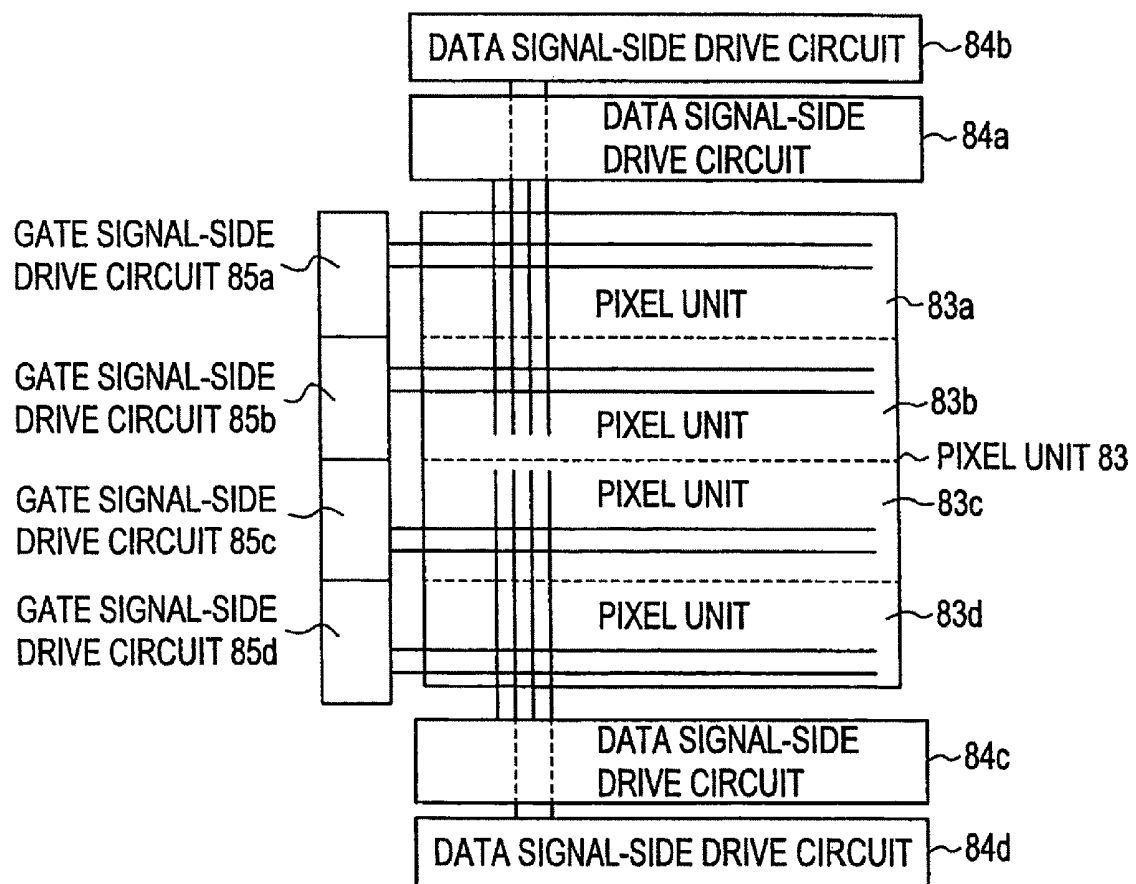 DATA SIGNAL-SIDE DRIVE CIRCUIT
84b
DATA SIGNAL-SIDE
DRIVE CIRCUIT
84a
GATE SIGNAL-SIDE
DRIVE CIRCUIT 85a
PIXEL UNIT
83a
GATE SIGNAL-SIDE
DRIVE CIRCUIT 85b
PIXEL UNIT
83b
PIXEL UNIT 83
GATE SIGNAL-SIDE
DRIVE CIRCUIT 85c
PIXEL UNIT
83c
GATE SIGNAL-SIDE
DRIVE CIRCUIT 85d
PIXEL UNIT
83d
DATA SIGNAL-SIDE
DRIVE CIRCUIT
84c
DATA SIGNAL-SIDE DRIVE CIRCUIT
84d